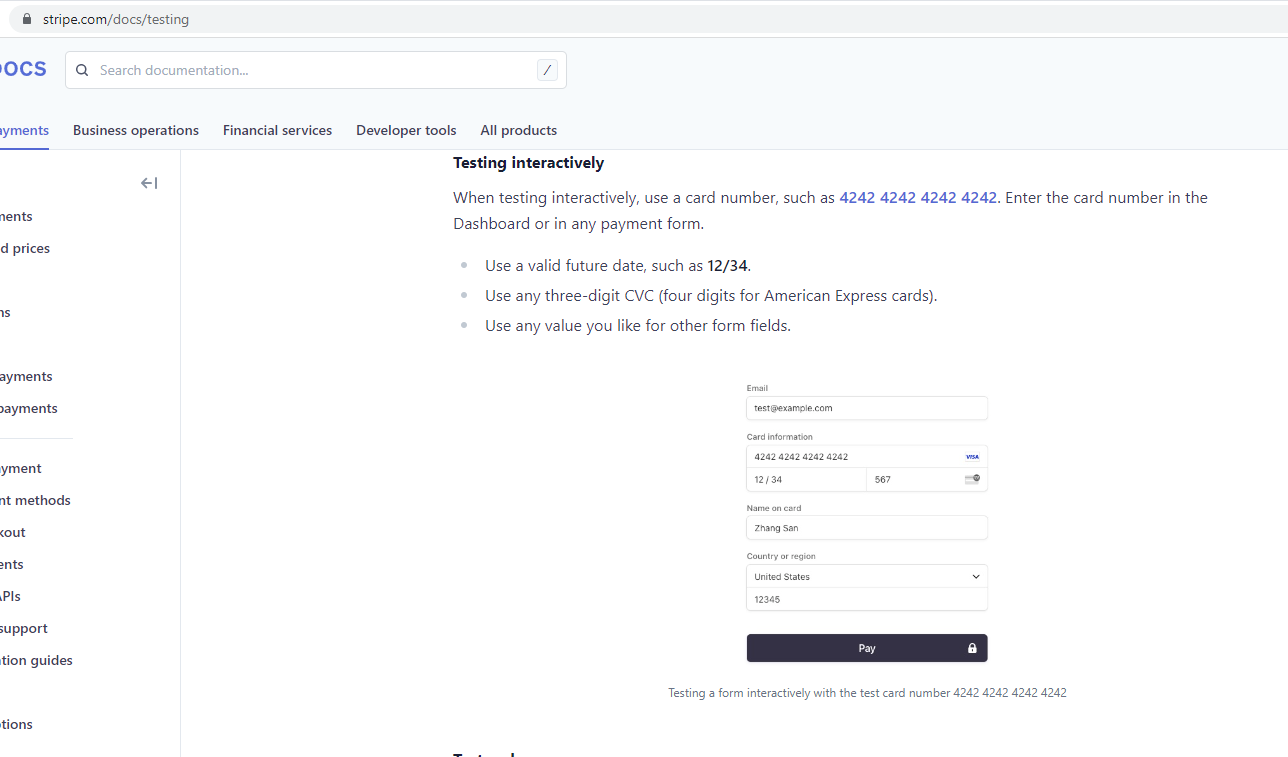 stripe.com/docs/testing
DOCS
Search documentation... /
ayments Business operations Financial services Developer tools All products
Testing interactively
When testing interactively, use a card number, such as 4242 4242 4242 4242. Enter the card number in the
Dashboard or in any payment form.
Use a valid future date, such as 12/34.
Use any three-digit CVC (four digits for American Express cards).
Use any value you like for other form fields.
ments
d prices
ns
ayments
payments
yment
nt methods
kout
ents
APIs
support
ation guides
tions
Email
test@example.com
Card information
4242 4242 4242 4242 VISA
12 / 34 567
Name on card
Zhang San
Country or region
United States
12345
Pay
Testing a form interactively with the test card number 4242 4242 4242 4242